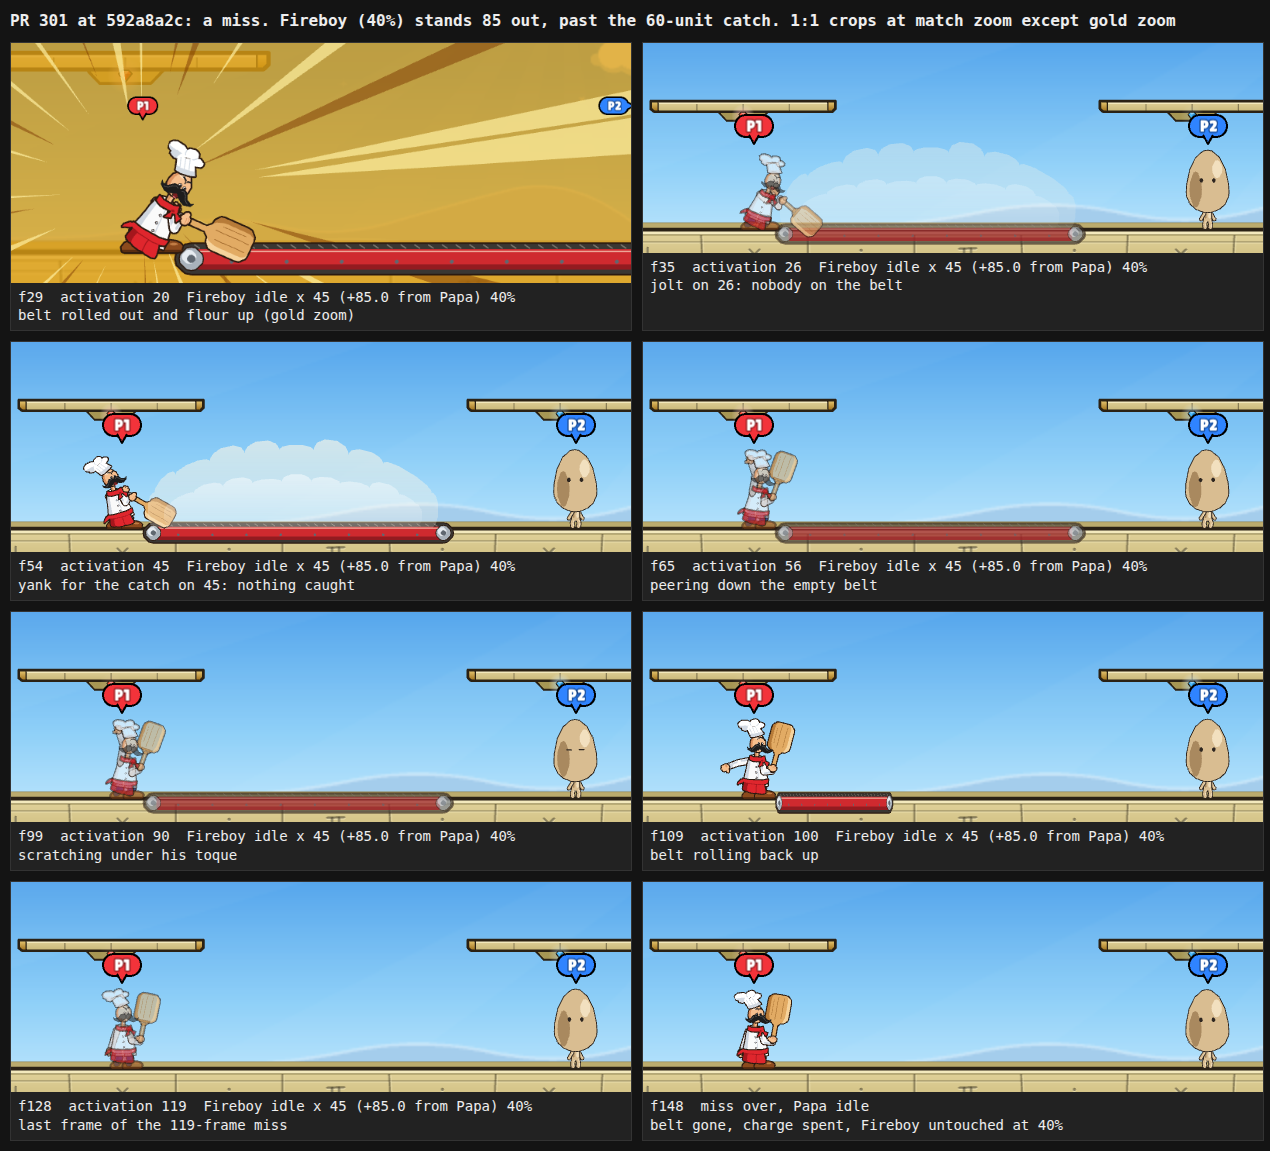 PR 301 at 592a8a2c: a miss. Fireboy (40%) stands 85 out, past the 60-unit catch. 1:1 crops at match zoom except gold zoom
P1
P2
f29  activation 20  Fireboy idle x 45 (+85.0 from Papa) 40%
belt rolled out and flour up (gold zoom)
P1
P2
f35  activation 26  Fireboy idle x 45 (+85.0 from Papa) 40%
jolt on 26: nobody on the belt
P1
P2
f54  activation 45  Fireboy idle x 45 (+85.0 from Papa) 40%
yank for the catch on 45: nothing caught
P1
P2
f65  activation 56  Fireboy idle x 45 (+85.0 from Papa) 40%
peering down the empty belt
P1
P2
f99  activation 90  Fireboy idle x 45 (+85.0 from Papa) 40%
scratching under his toque
P1
P2
f109  activation 100  Fireboy idle x 45 (+85.0 from Papa) 40%
belt rolling back up
P1
P2
f128  activation 119  Fireboy idle x 45 (+85.0 from Papa) 40%
last frame of the 119-frame miss
P1
P2
f148  miss over, Papa idle
belt gone, charge spent, Fireboy untouched at 40%